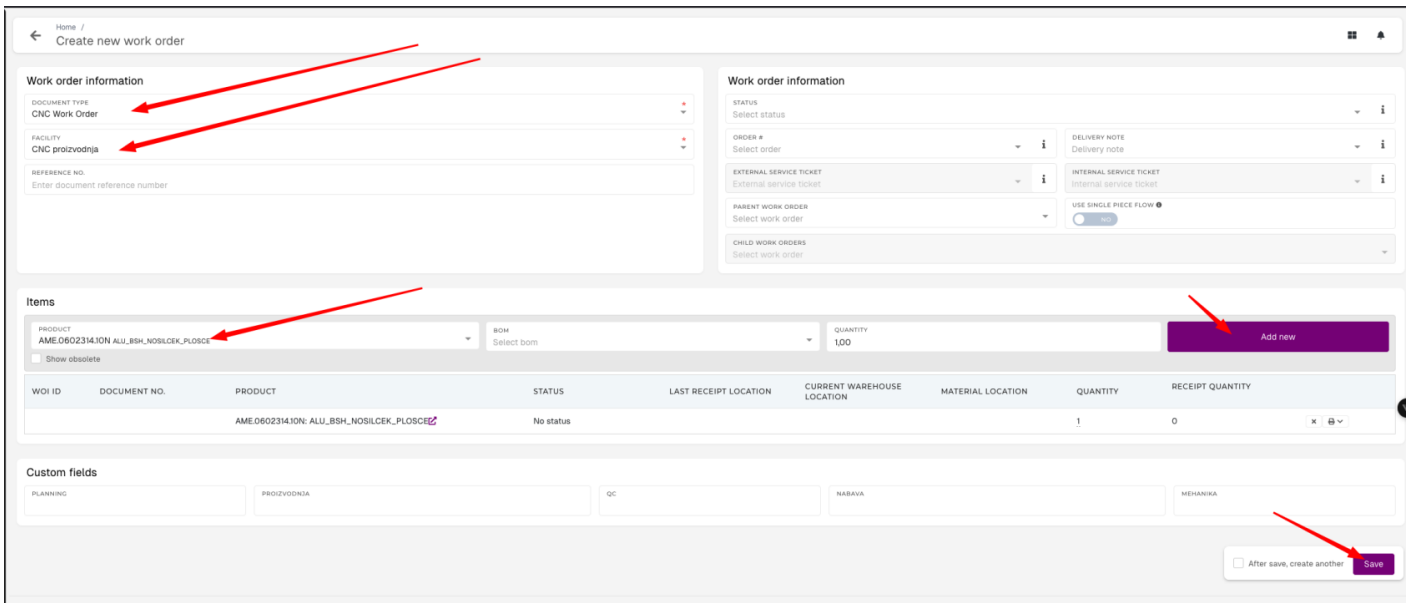 Home /
Create new work order
Work order information
DOCUMENT TYPE
CNC Work Order
*
FACILITY
CNC proizvodnja
*
REFERENCE NO.
Enter document reference number
Work order information
STATUS
Select status
i
ORDER #
Select order
i
DELIVERY NOTE
Delivery note
i
EXTERNAL SERVICE TICKET
External service ticket
i
INTERNAL SERVICE TICKET
Internal service ticket
i
PARENT WORK ORDER
Select work order
USE SINGLE PIECE FLOW
NO
CHILD WORK ORDERS
Select work order
Items
PRODUCT
AME.0602314.10N ALU_BSH_NOSILCEK_PLOSCE
Show obsolete
BOM
Select bom
QUANTITY
1,00
Add new
WOI ID DOCUMENT NO. PRODUCT STATUS LAST RECEIPT LOCATION CURRENT WAREHOUSE LOCATION MATERIAL LOCATION QUANTITY RECEIPT QUANTITY
AME.0602314.10N: ALU_BSH_NOSILCEK_PLOSCE No status 1 0
Custom fields
PLANNING PROIZVODNJA QC NABAVA MEHANIKA
After save, create another Save